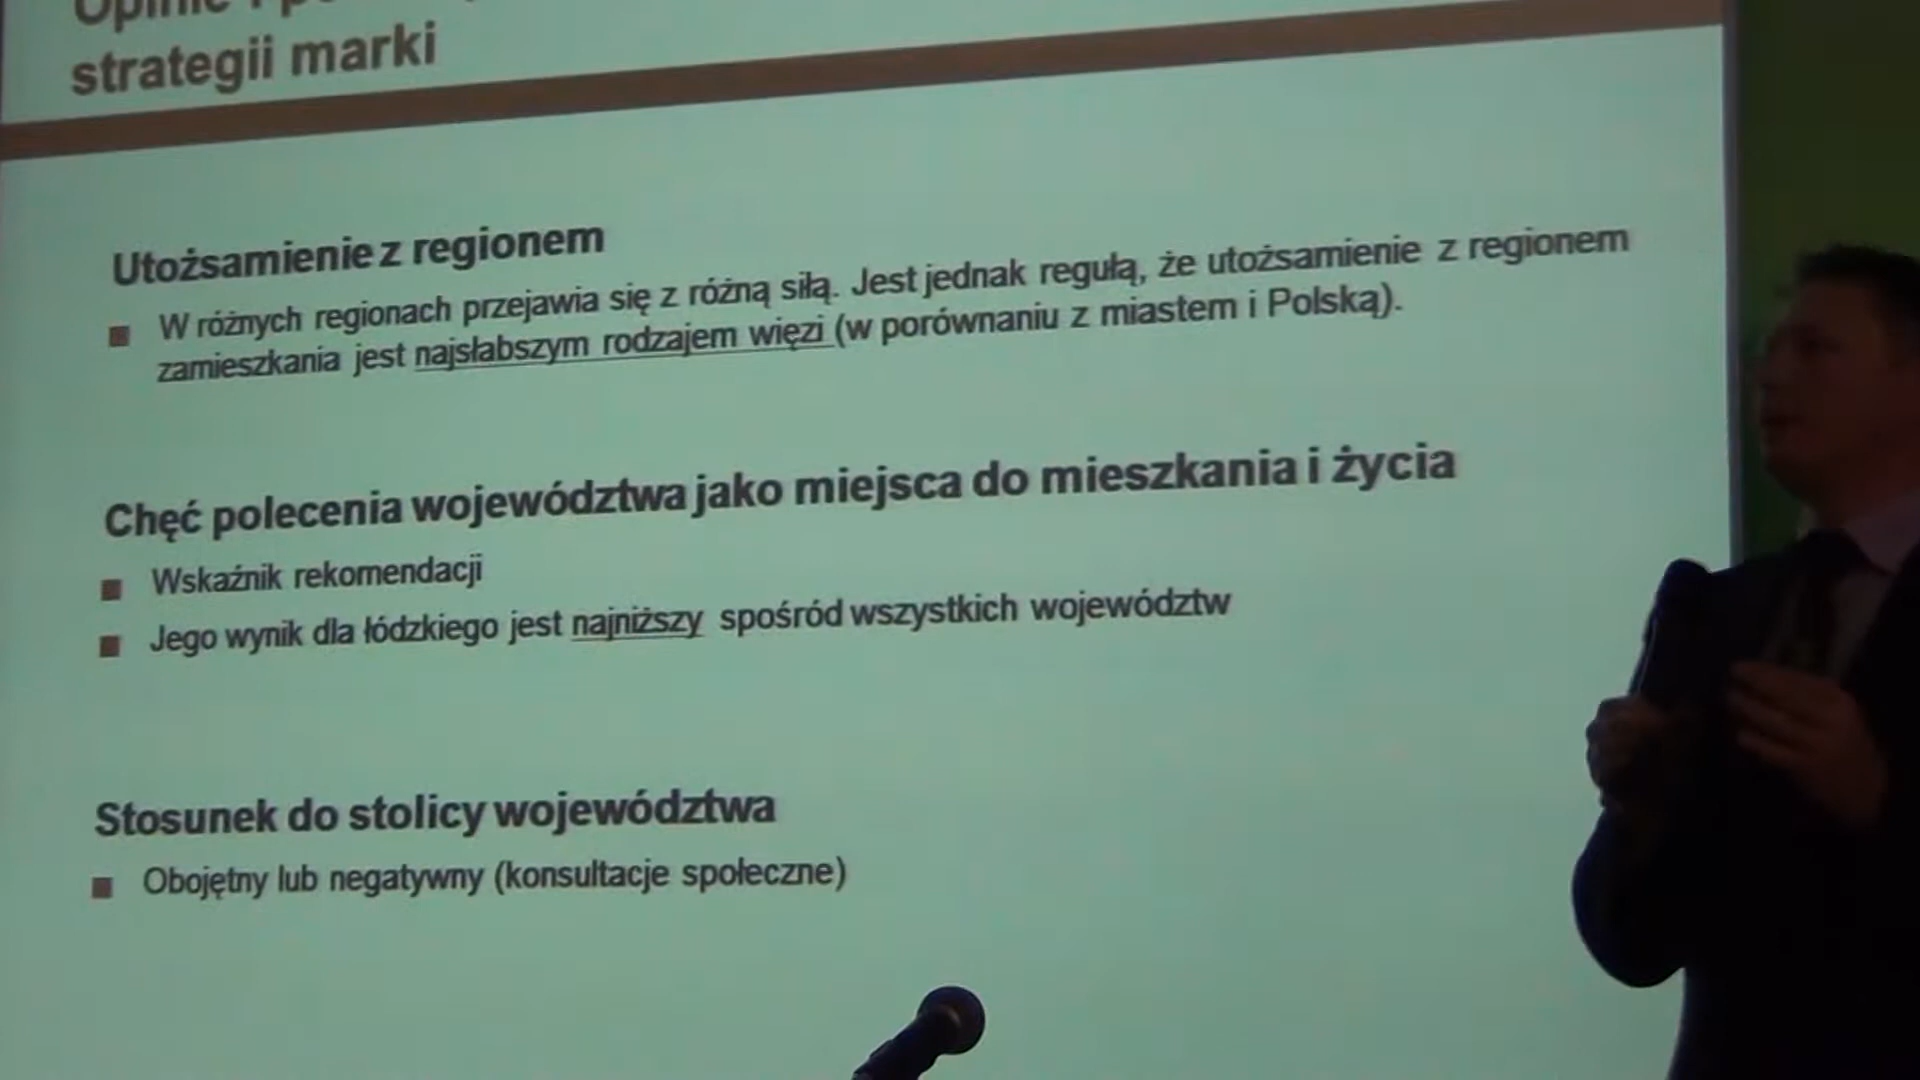 strategii marki
Utożsamienie z regionem
W różnych regionach przejawia się z różną siłą. Jest jednak regułą, że utożsamienie z regionem
zamieszkania jest najsłabszym rodzajem więzi (w porównaniu z miastem i Polską).
Chęć polecenia województwa jako miejsca do mieszkania i życia
Wskaźnik rekomendacji
Jego wynik dla łódzkiego jest najniższy spośród wszystkich województw
Stosunek do stolicy województwa
Obojętny lub negatywny (konsultacje społeczne)